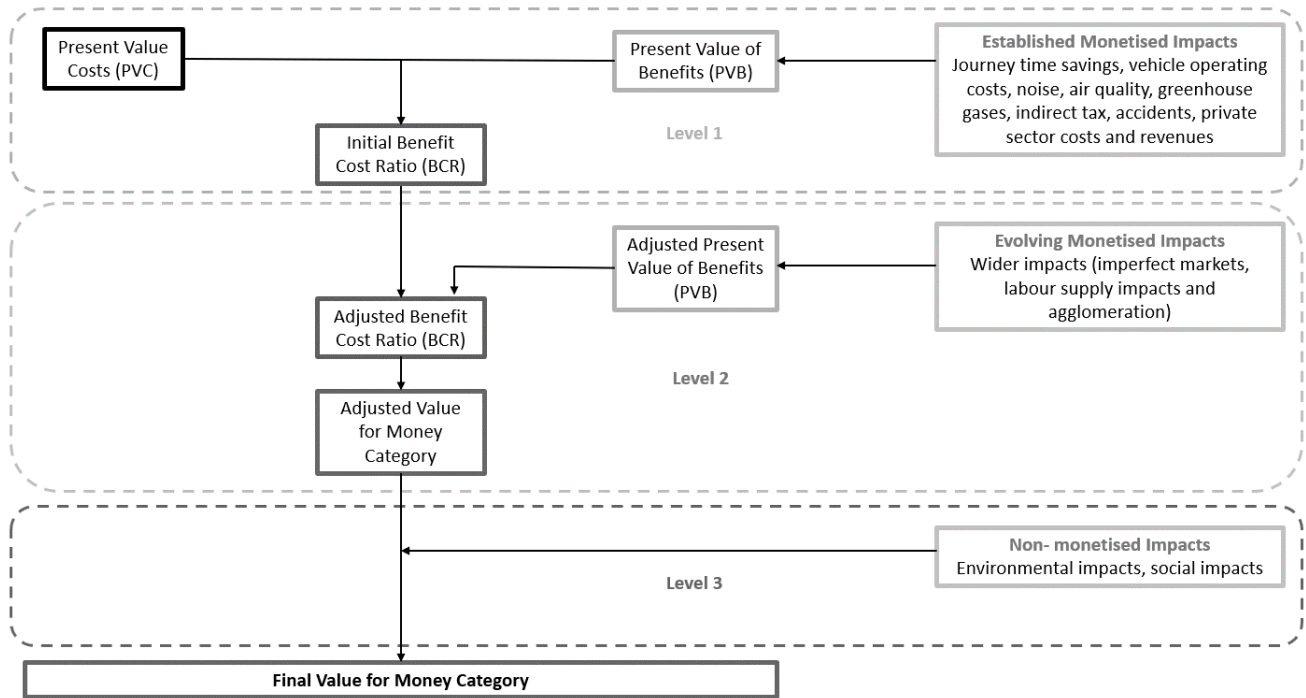 Present Value
Costs (PVC)
Present Value of
Benefits (PVB)
Established Monetised Impacts
Journey time savings, vehicle operating
costs, noise, air quality, greenhouse
gases, indirect tax, accidents, private
sector costs and revenues
Level 1
Initial Benefit
Cost Ratio (BCR)
Adjusted Present
Value of Benefits
(PVB)
Evolving Monetised Impacts
Wider impacts (imperfect markets,
labour supply impacts and
agglomeration)
Adjusted Benefit
Cost Ratio (BCR)
Level 2
Adjusted Value
for Money
Category
Non- monetised Impacts
Environmental impacts, social impacts
Level 3
Final Value for Money Category